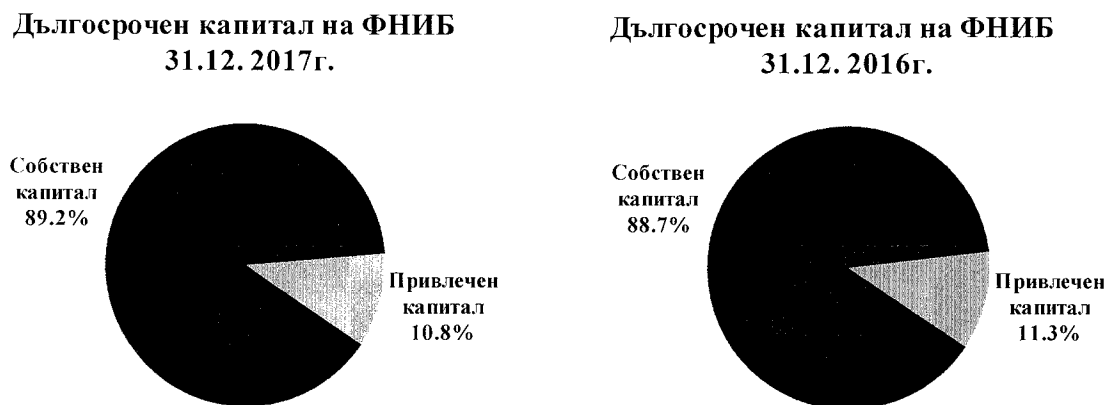 Дългосрочен капитал на ФНИБ
31.12. 2017г.
Собствен
капитал
89.2%
Привлечен
капитал
10.8%
Дългосрочен капитал на ФНИБ
31.12. 2016г.
Собствен
капитал
88.7%
Привлечен
капитал
11.3%